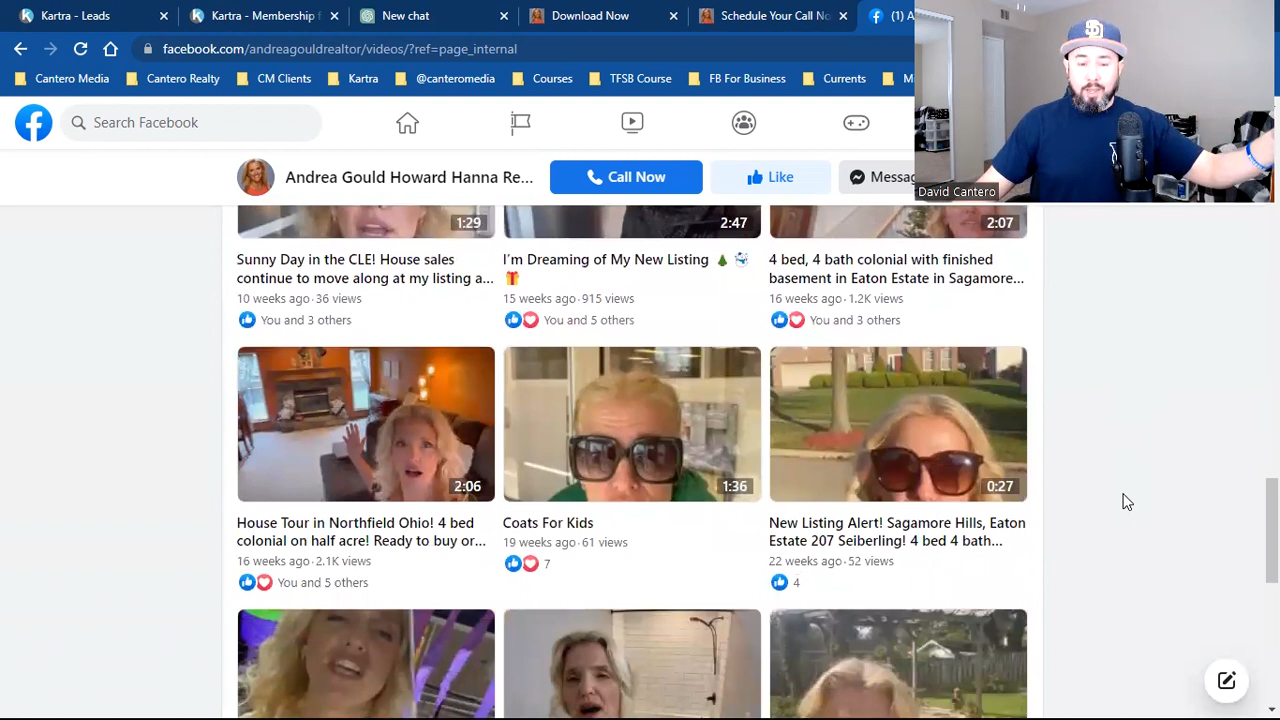 Kartra - Leads
Kartra - Membership f
New chat
Download Now
Schedule Your Call No
(1) A
facebook.com/andreagouldrealtor/videos/?ref=page_internal
Cantero Media
Cantero Realty
CM Clients
Kartra
@canteromedia
Courses
TFSB Course
FB For Business
Currents
M
Search Facebook
Andrea Gould Howard Hanna Re...
Call Now
Like
Messag
David Cantero
1:29
2:47
2:07
Sunny Day in the CLE! House sales
continue to move along at my listing a...
10 weeks ago · 36 views
You and 3 others
I'm Dreaming of My New Listing 🎄 ☃️
🎁
15 weeks ago · 915 views
You and 5 others
4 bed, 4 bath colonial with finished
basement in Eaton Estate in Sagamore...
16 weeks ago · 1.2K views
You and 3 others
2:06
1:36
0:27
House Tour in Northfield Ohio! 4 bed
colonial on half acre! Ready to buy or...
16 weeks ago · 2.1K views
You and 5 others
Coats For Kids
19 weeks ago · 61 views
7
New Listing Alert! Sagamore Hills, Eaton
Estate 207 Seiberling! 4 bed 4 bath...
22 weeks ago · 52 views
4